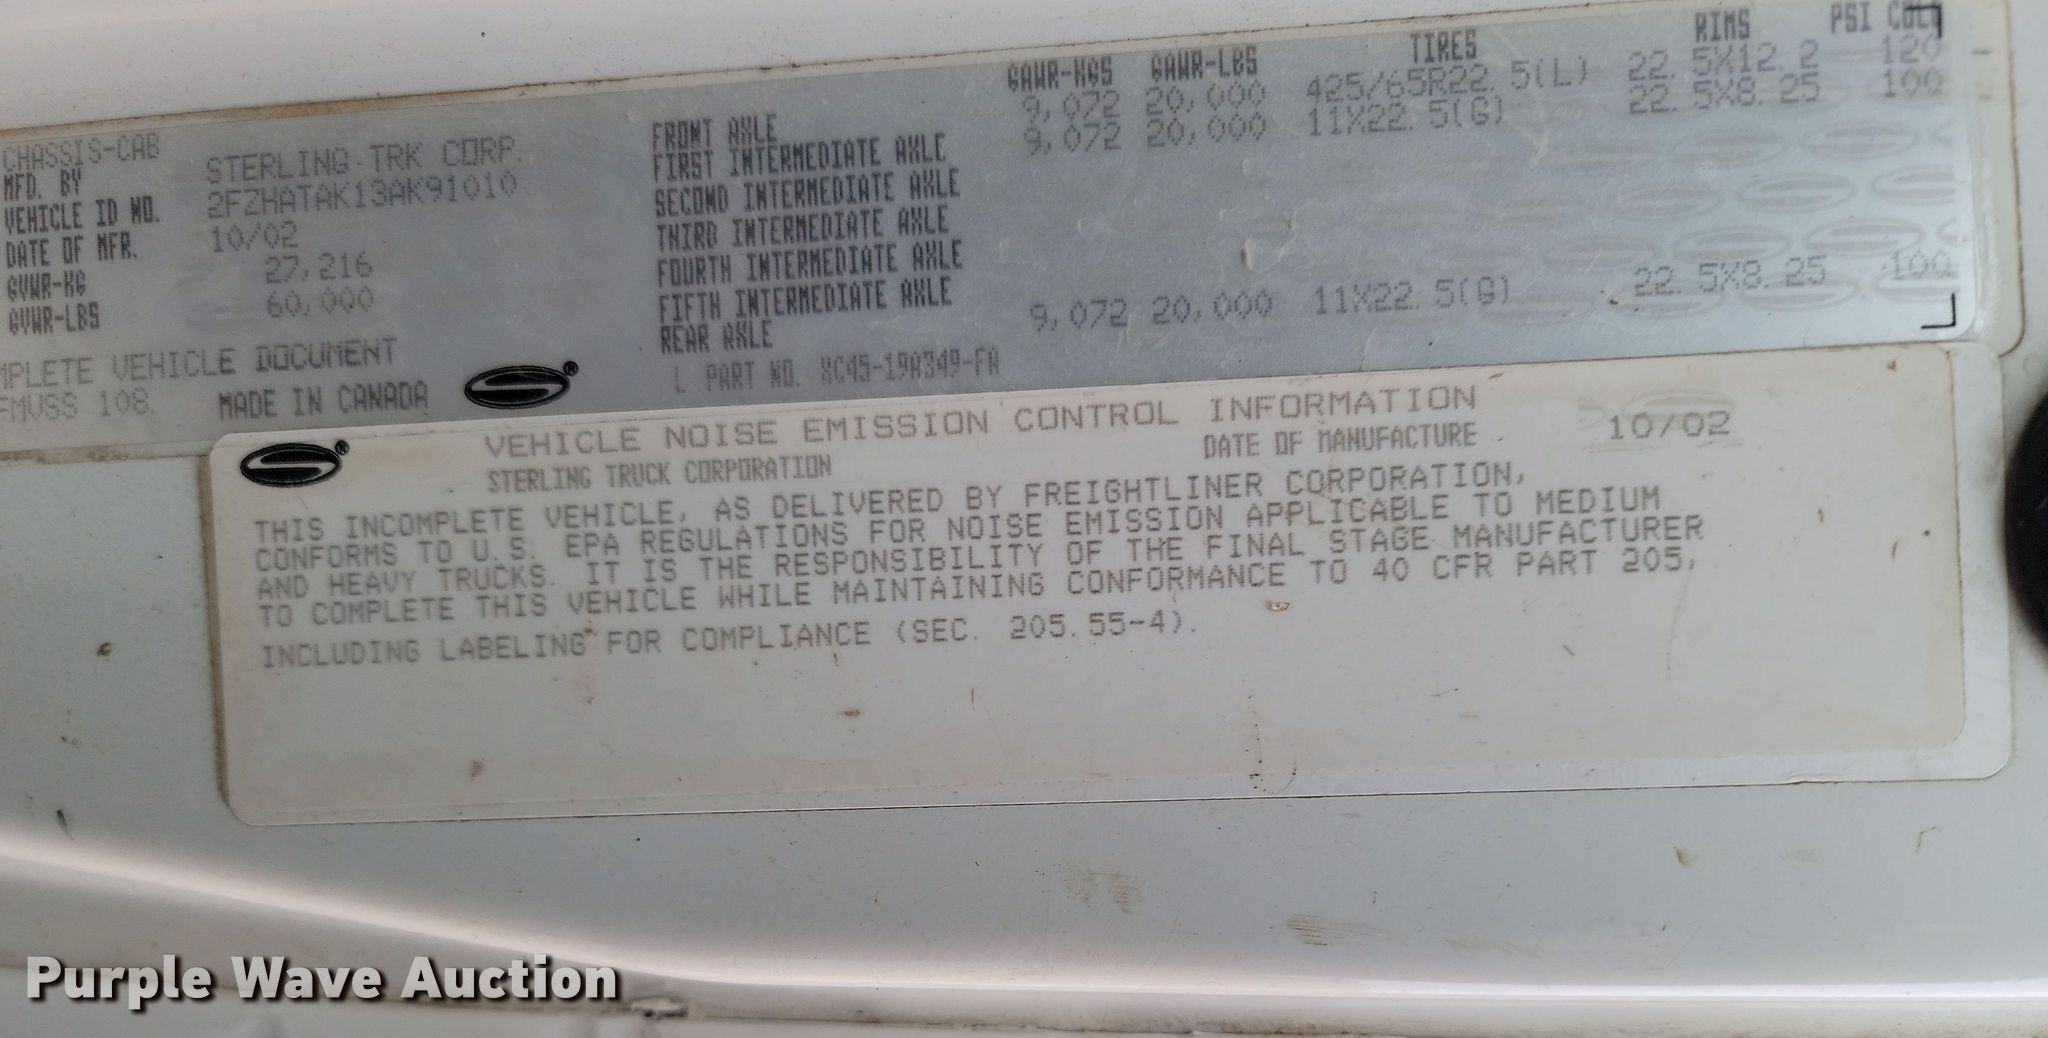 GAWR-KGS GAWR-LBS TIRES RIMS PSI COLD
CHASSIS-CAB
MFD. BY STERLING TRK CORP.
VEHICLE ID NO. 2FZHATAK13AK91010
DATE OF MFR. 10/02
GVWR-KG 27,216
GVWR-LBS 60,000
FRONT AXLE 9,072 20,000 425/65R22.5(L) 22.5X12.2 120
FIRST INTERMEDIATE AXLE 9,072 20,000 11X22.5(G) 22.5X8.25 100
SECOND INTERMEDIATE AXLE
THIRD INTERMEDIATE AXLE
FOURTH INTERMEDIATE AXLE
FIFTH INTERMEDIATE AXLE
REAR AXLE 9,072 20,000 11X22.5(G) 22.5X8.25 100
VEHICLE DOCUMENT
FMVSS 108. MADE IN CANADA ®
L PART NO. XC45-19A349-FA
® VEHICLE NOISE EMISSION CONTROL INFORMATION
STERLING TRUCK CORPORATION DATE OF MANUFACTURE 10/02
THIS INCOMPLETE VEHICLE, AS DELIVERED BY FREIGHTLINER CORPORATION,
CONFORMS TO U.S. EPA REGULATIONS FOR NOISE EMISSION APPLICABLE TO MEDIUM
AND HEAVY TRUCKS. IT IS THE RESPONSIBILITY OF THE FINAL STAGE MANUFACTURER
TO COMPLETE THIS VEHICLE WHILE MAINTAINING CONFORMANCE TO 40 CFR PART 205,
INCLUDING LABELING FOR COMPLIANCE (SEC. 205.55-4).
Purple Wave Auction